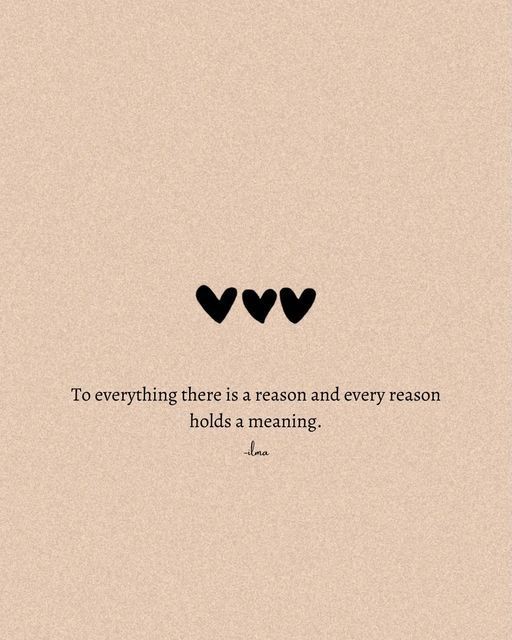 To everything there is a reason and every reason
holds a meaning.
-ilma